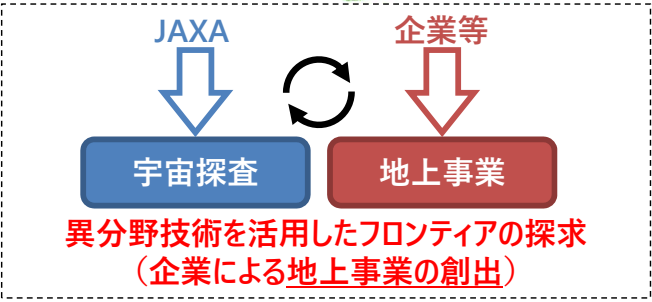 JAXA
企業等
宇宙探査
地上事業
異分野技術を活用したフロンティアの探求
（企業による地上事業の創出）